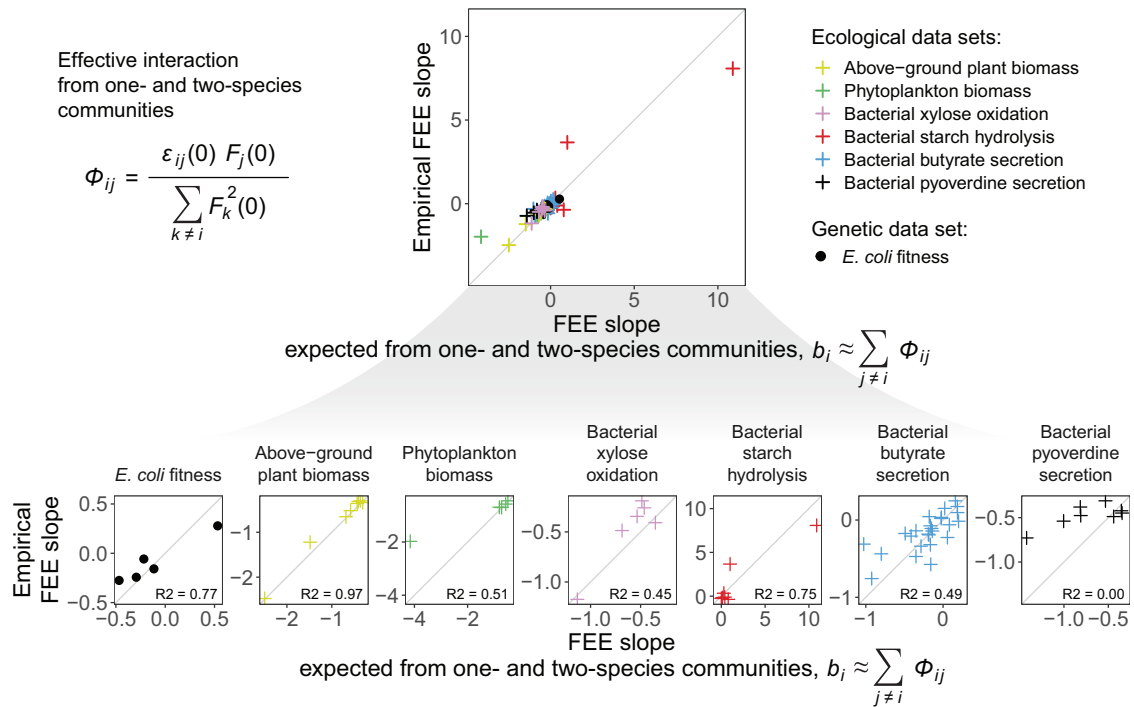 Effective interaction
from one- and two-species
communities
Φij = εij(0) Fj(0) / ∑k≠i Fk²(0)
Empirical FEE slope
10
5
0
0 5 10
FEE slope
expected from one- and two-species communities, bi ≈ ∑j≠i Φij
Ecological data sets:
Above−ground plant biomass
Phytoplankton biomass
Bacterial xylose oxidation
Bacterial starch hydrolysis
Bacterial butyrate secretion
Bacterial pyoverdine secretion
Genetic data set:
E. coli fitness
Empirical
FEE slope
E. coli fitness
0.5
0.0
−0.5
R2 = 0.77
−0.5 0.0 0.5
Above−ground
plant biomass
−1
−2
R2 = 0.97
−2 −1
Phytoplankton
biomass
−2
−4
R2 = 0.51
−4 −2
Bacterial
xylose
oxidation
−0.5
−1.0
R2 = 0.45
−1.0 −0.5
Bacterial
starch
hydrolysis
10
5
0
R2 = 0.75
0 5 10
Bacterial
butyrate
secretion
0
−1
R2 = 0.49
−1 0
Bacterial
pyoverdine
secretion
−0.5
−1.0
R2 = 0.00
−1.0 −0.5
FEE slope
expected from one- and two-species communities, bi ≈ ∑j≠i Φij